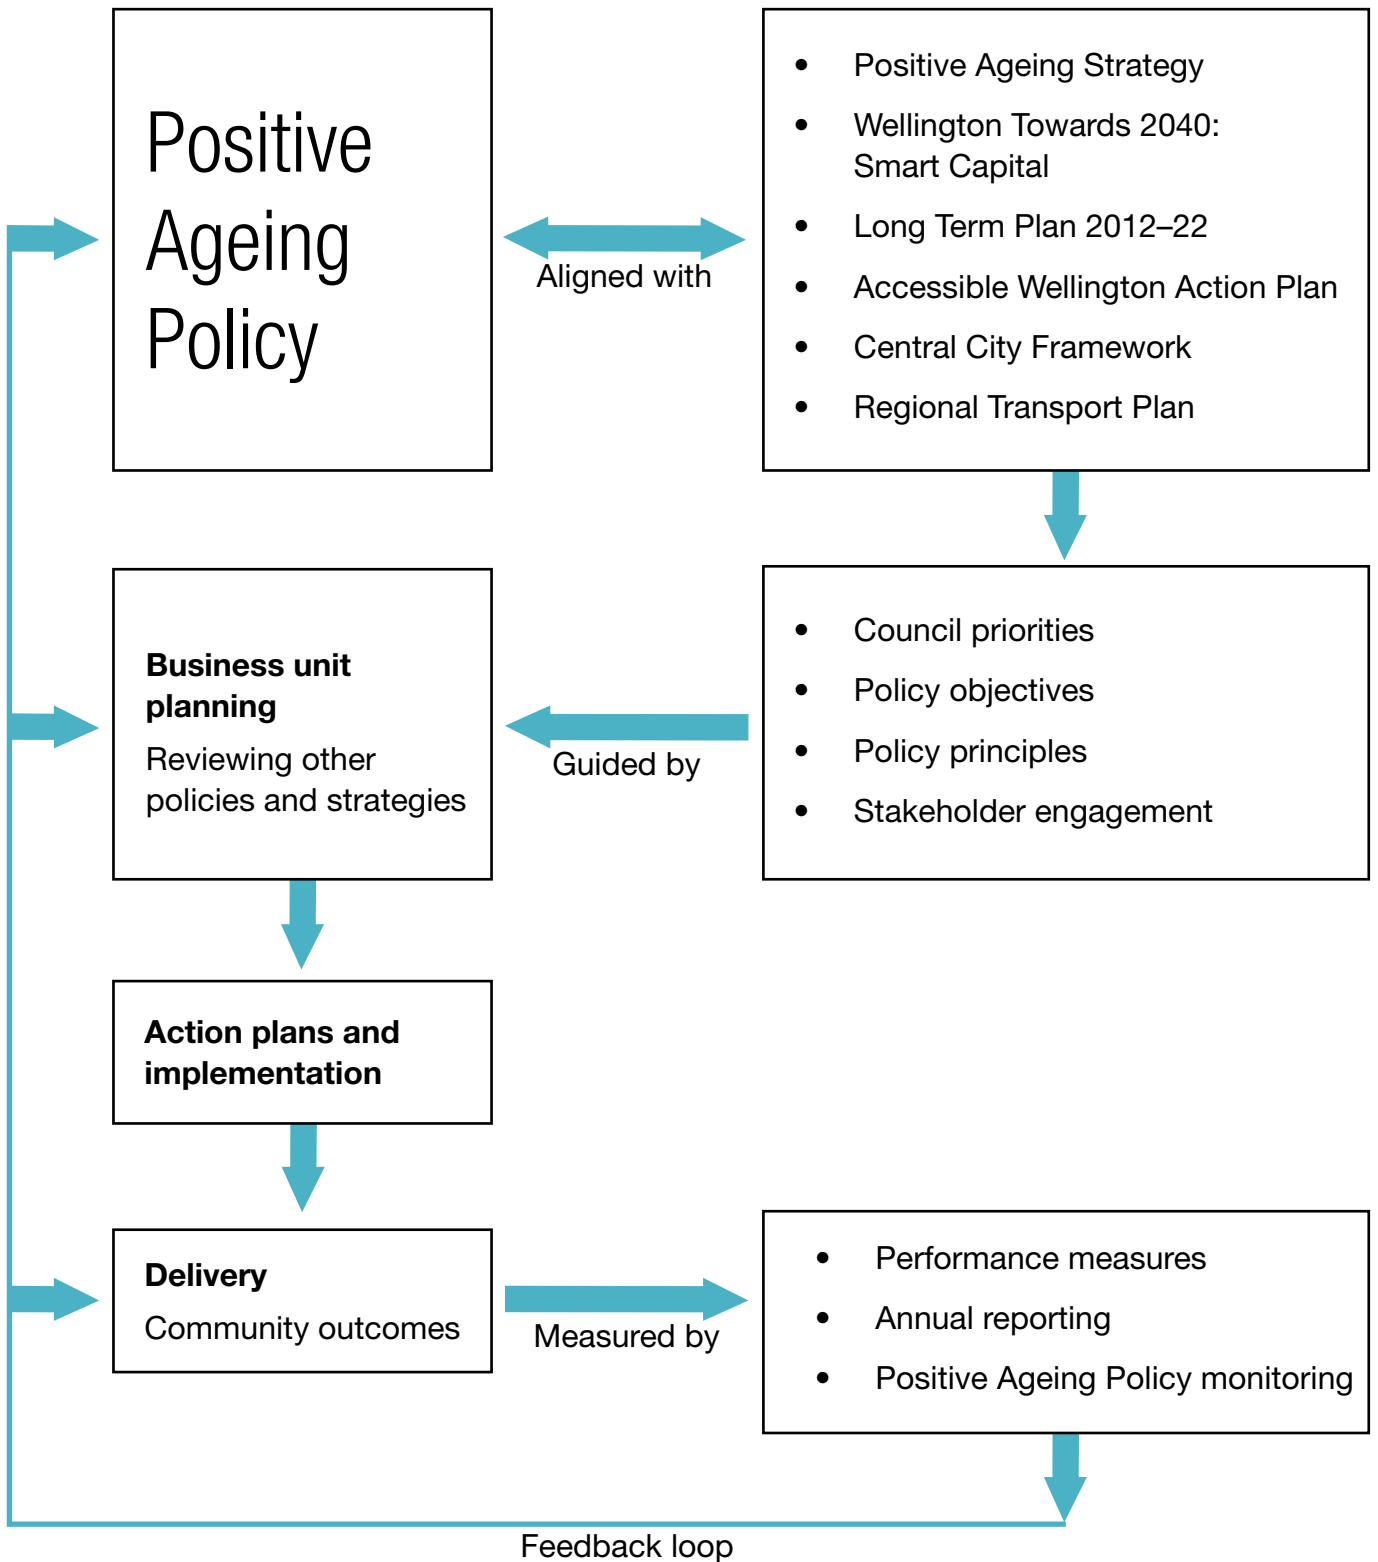 Positive
Ageing
Policy
Aligned with
• Positive Ageing Strategy
• Wellington Towards 2040:
Smart Capital
• Long Term Plan 2012–22
• Accessible Wellington Action Plan
• Central City Framework
• Regional Transport Plan
• Council priorities
• Policy objectives
• Policy principles
• Stakeholder engagement
Guided by
Business unit
planning
Reviewing other
policies and strategies
Action plans and
implementation
Delivery
Community outcomes
Measured by
• Performance measures
• Annual reporting
• Positive Ageing Policy monitoring
Feedback loop